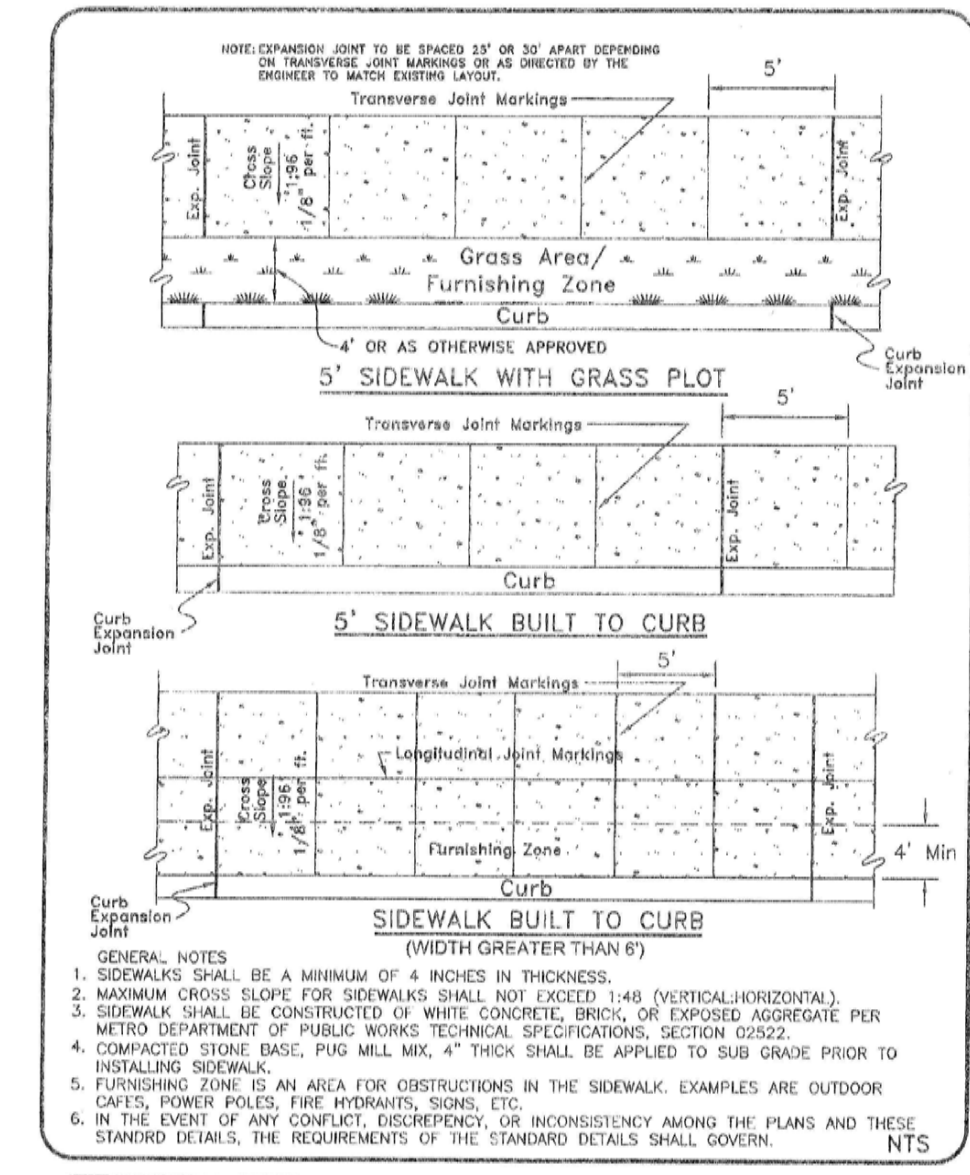 NOTE: EXPANSION JOINT TO BE SPACED 25' OR 30' APART DEPENDING
ON TRANSVERSE JOINT MARKINGS OR AS DIRECTED BY THE
ENGINEER TO MATCH EXISTING LAYOUT.
5'
Transverse Joint Markings
Exp. Joint
Cross
Slope
1:96
1/8" per ft.
Exp. Joint
Grass Area/
Furnishing Zone
Curb
4' OR AS OTHERWISE APPROVED
Curb
Expansion
Joint
5' SIDEWALK WITH GRASS PLOT
5'
Transverse Joint Markings
Exp. Joint
Cross
Slope
1:96
1/8" per ft.
Exp. Joint
Curb
Curb
Expansion
Joint
5' SIDEWALK BUILT TO CURB
5'
Transverse Joint Markings
Longitudinal Joint Markings
Exp. Joint
Cross
Slope
1:96
1/8" per ft.
Exp. Joint
Furnishing Zone
4' Min
Curb
Curb
Expansion
Joint
SIDEWALK BUILT TO CURB
(WIDTH GREATER THAN 6')
GENERAL NOTES
1. SIDEWALKS SHALL BE A MINIMUM OF 4 INCHES IN THICKNESS.
2. MAXIMUM CROSS SLOPE FOR SIDEWALKS SHALL NOT EXCEED 1:48 (VERTICAL:HORIZONTAL).
3. SIDEWALK SHALL BE CONSTRUCTED OF WHITE CONCRETE, BRICK, OR EXPOSED AGGREGATE PER
METRO DEPARTMENT OF PUBLIC WORKS TECHNICAL SPECIFICATIONS, SECTION 02522.
4. COMPACTED STONE BASE, PUG MILL MIX, 4" THICK SHALL BE APPLIED TO SUB GRADE PRIOR TO
INSTALLING SIDEWALK.
5. FURNISHING ZONE IS AN AREA FOR OBSTRUCTIONS IN THE SIDEWALK. EXAMPLES ARE OUTDOOR
CAFES, POWER POLES, FIRE HYDRANTS, SIGNS, ETC.
6. IN THE EVENT OF ANY CONFLICT, DISCREPENCY, OR INCONSISTENCY AMONG THE PLANS AND THESE
STANDRD DETAILS, THE REQUIREMENTS OF THE STANDARD DETAILS SHALL GOVERN.
NTS